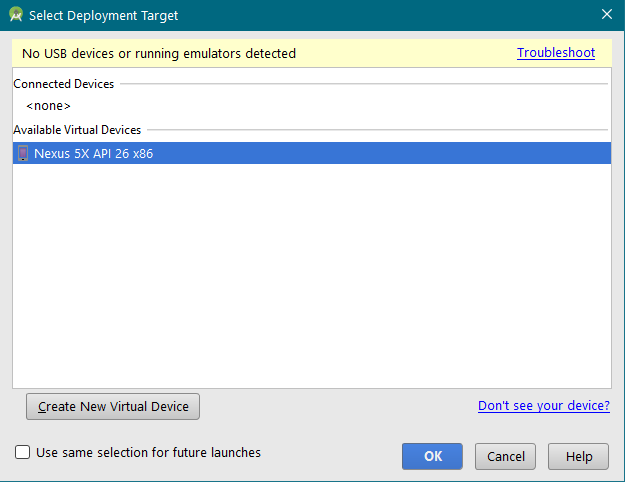 Select Deployment Target
No USB devices or running emulators detected Troubleshoot
Connected Devices
<none>
Available Virtual Devices
Nexus 5X API 26 x86
Create New Virtual Device Don't see your device?
Use same selection for future launches OK Cancel Help